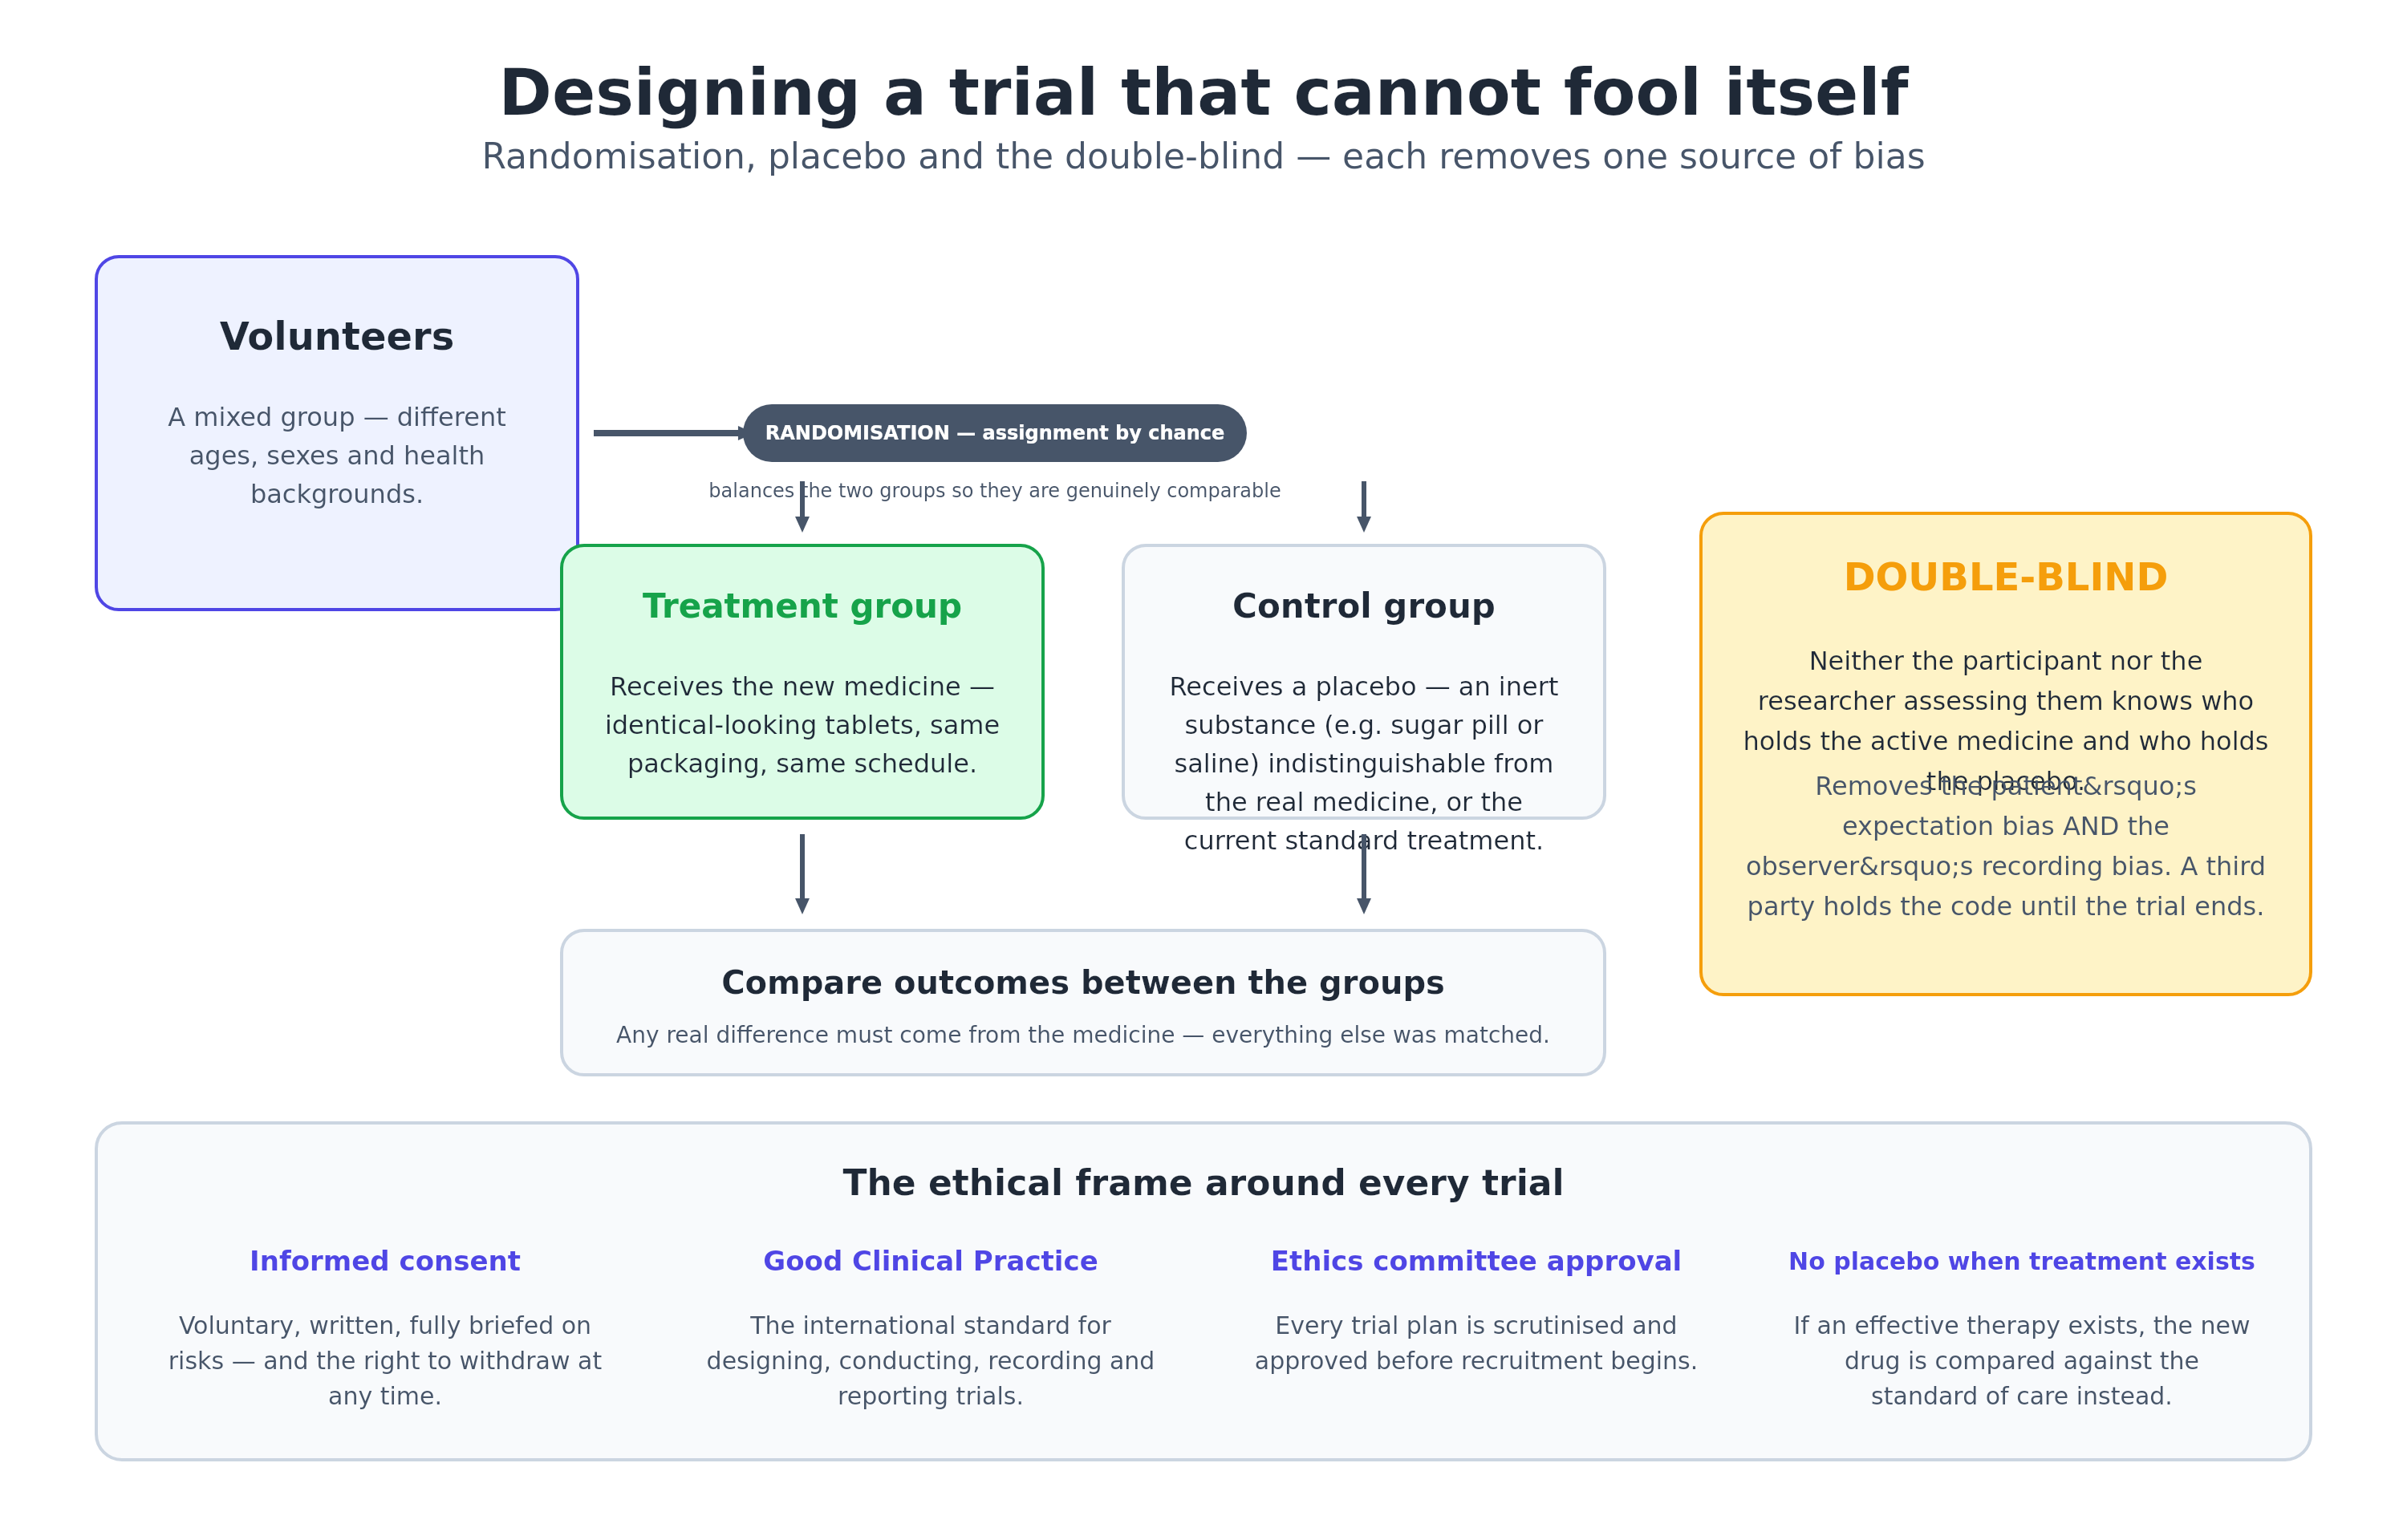 Designing a trial that cannot fool itself
Randomisation, placebo and the double-blind — each removes one source of bias
Volunteers
A mixed group — different
ages, sexes and health
backgrounds.
RANDOMISATION — assignment by chance
balances the two groups so they are genuinely comparable
Treatment group
Receives the new medicine —
identical-looking tablets, same
packaging, same schedule.
Control group
Receives a placebo — an inert
substance (e.g. sugar pill or
saline) indistinguishable from
the real medicine, or the
current standard treatment.
DOUBLE-BLIND
Neither the participant nor the
researcher assessing them knows who
holds the active medicine and who holds
the placebo.
Removes the patient&rsquo;s
expectation bias AND the
observer&rsquo;s recording bias. A third
party holds the code until the trial ends.
Compare outcomes between the groups
Any real difference must come from the medicine — everything else was matched.
The ethical frame around every trial
Informed consent
Voluntary, written, fully briefed on
risks — and the right to withdraw at
any time.
Good Clinical Practice
The international standard for
designing, conducting, recording and
reporting trials.
Ethics committee approval
Every trial plan is scrutinised and
approved before recruitment begins.
No placebo when treatment exists
If an effective therapy exists, the new
drug is compared against the
standard of care instead.